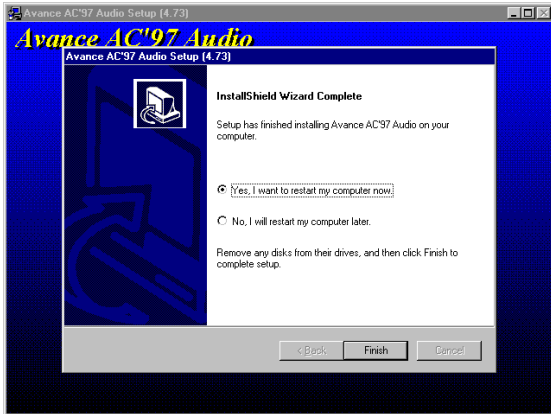 Avance AC'97 Audio Setup (4.73)
Avance AC'97 Audio
Avance AC'97 Audio Setup (4.73)
InstallShield Wizard Complete
Setup has finished installing Avance AC'97 Audio on your
computer.
Yes, I want to restart my computer now.
No, I will restart my computer later.
Remove any disks from their drives, and then click Finish to
complete setup.
< Back Finish Cancel